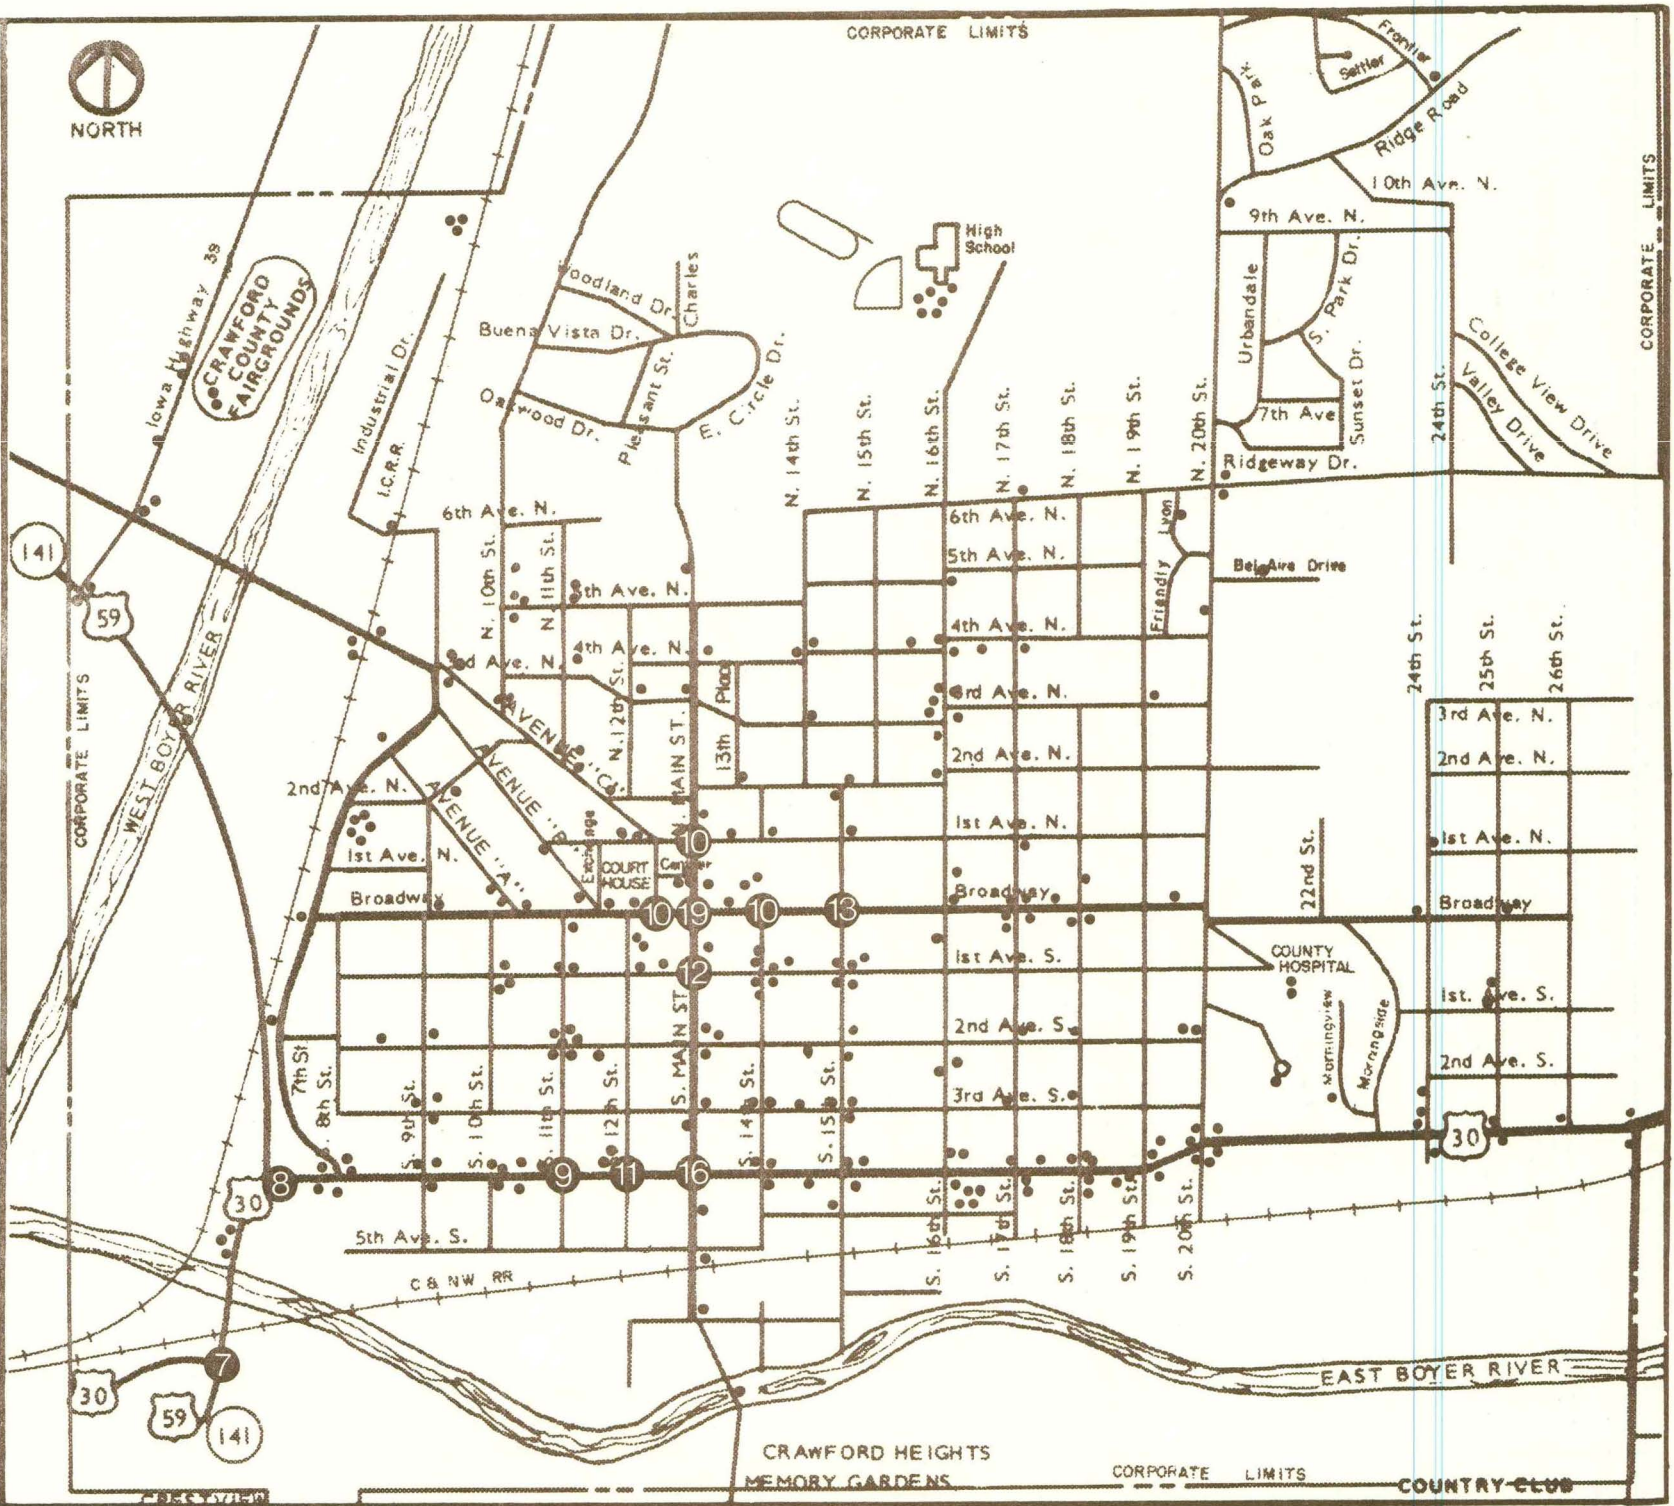 CORPORATE LIMITS
NORTH
Frontier
Settler
Oak Park
Ridge Road
10th Ave. N.
9th Ave. N.
CORPORATE LIMITS
High
School
Iowa Highway 39
CRAWFORD
COUNTY
FAIRGROUNDS
Industrial Dr.
I.C.R.R.
Woodland Dr.
Charles
Buena Vista Dr.
Pleasant St.
E. Circle Dr.
Oakwood Dr.
Urbandale
S. Park Dr.
Sunset Dr.
7th Ave
24th St.
College View Drive
Valley Drive
Ridgeway Dr.
N. 14th St.
N. 15th St.
N. 16th St.
N. 17th St.
N. 18th St.
N. 19th St.
N. 20th St.
6th Ave. N.
6th Ave. N.
5th Ave. N.
141
59
N. 10th St.
N. 11th St.
5th Ave. N.
Friendly Lyon
Bel Aire Drive
4th Ave. N.
4th Ave. N.
N. 12th St.
13th Place
3rd Ave. N.
24th St.
25th St.
26th St.
3rd Ave. N.
2nd Ave. N.
2nd Ave. N.
CORPORATE LIMITS
WEST BOYER RIVER
AVENUE "C"
AVENUE "B"
AVENUE "A"
N. MAIN ST.
2nd Ave. N.
1st Ave. N.
1st Ave. N.
1st Ave. N.
Exchange
COURT
HOUSE
Center
10
Broadway
10
19
10
13
Broadway
22nd St.
Broadway
12
1st Ave. S.
COUNTY
HOSPITAL
1st. Ave. S.
2nd Ave. S.
Morningview
Morningside
2nd Ave. S.
S. MAIN ST.
3rd Ave. S.
7th St
S. 8th St.
S. 9th St.
S. 10th St.
S. 11th St.
S. 12th St.
S. 14th St.
S. 15th St.
30
8
9
11
16
30
S. 16th St.
S. 17th St.
S. 18th St.
S. 19th St.
S. 20th St.
5th Ave. S.
C & NW RR
7
30
59
141
EAST BOYER RIVER
CRAWFORD HEIGHTS
MEMORY GARDENS
CORPORATE LIMITS
COUNTRY CLUB
CRESTVIEW